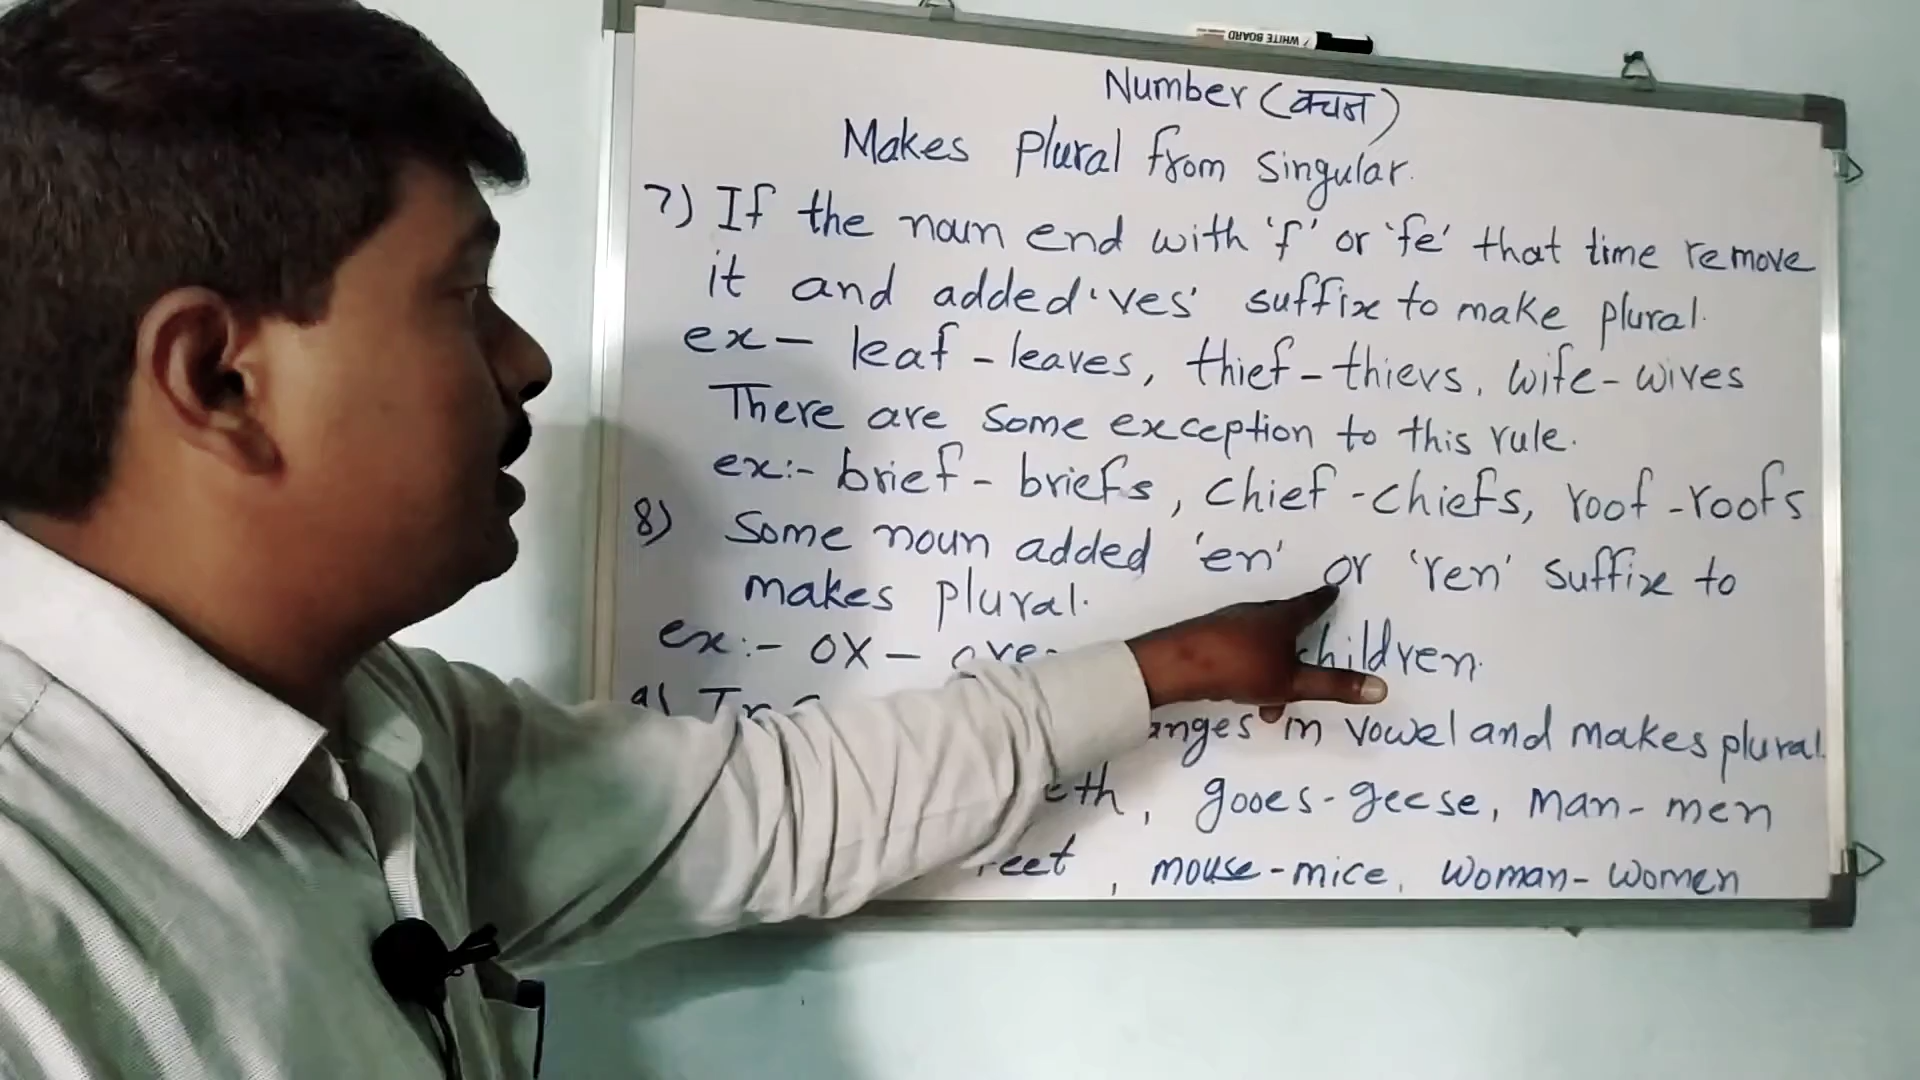 WHITE BOARD
Number (वचन)
Makes plural from singular.
7) If the noun end with 'f' or 'fe' that time remove
it and added 'ves' suffix to make plural.
ex - leaf - leaves, thief - thievs, wife - wives
There are some exception to this rule.
ex:- brief - briefs, chief - chiefs, roof - roofs
8) Some noun added 'en' or 'ren' suffix to
makes plural.
ex:- ox - children.
9) in vowel and makes plural.
gooes - geese, man - men
mouse - mice, woman - women